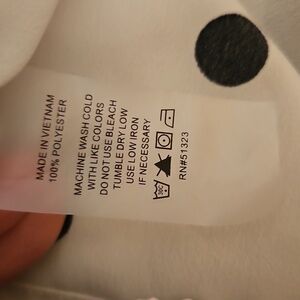 MADE IN VIETNAM
100% POLYESTER
MACHINE WASH COLD
WITH LIKE COLORS
DO NOT USE BLEACH
TUMBLE DRY LOW
USE LOW IRON
IF NECESSARY
RN#51323